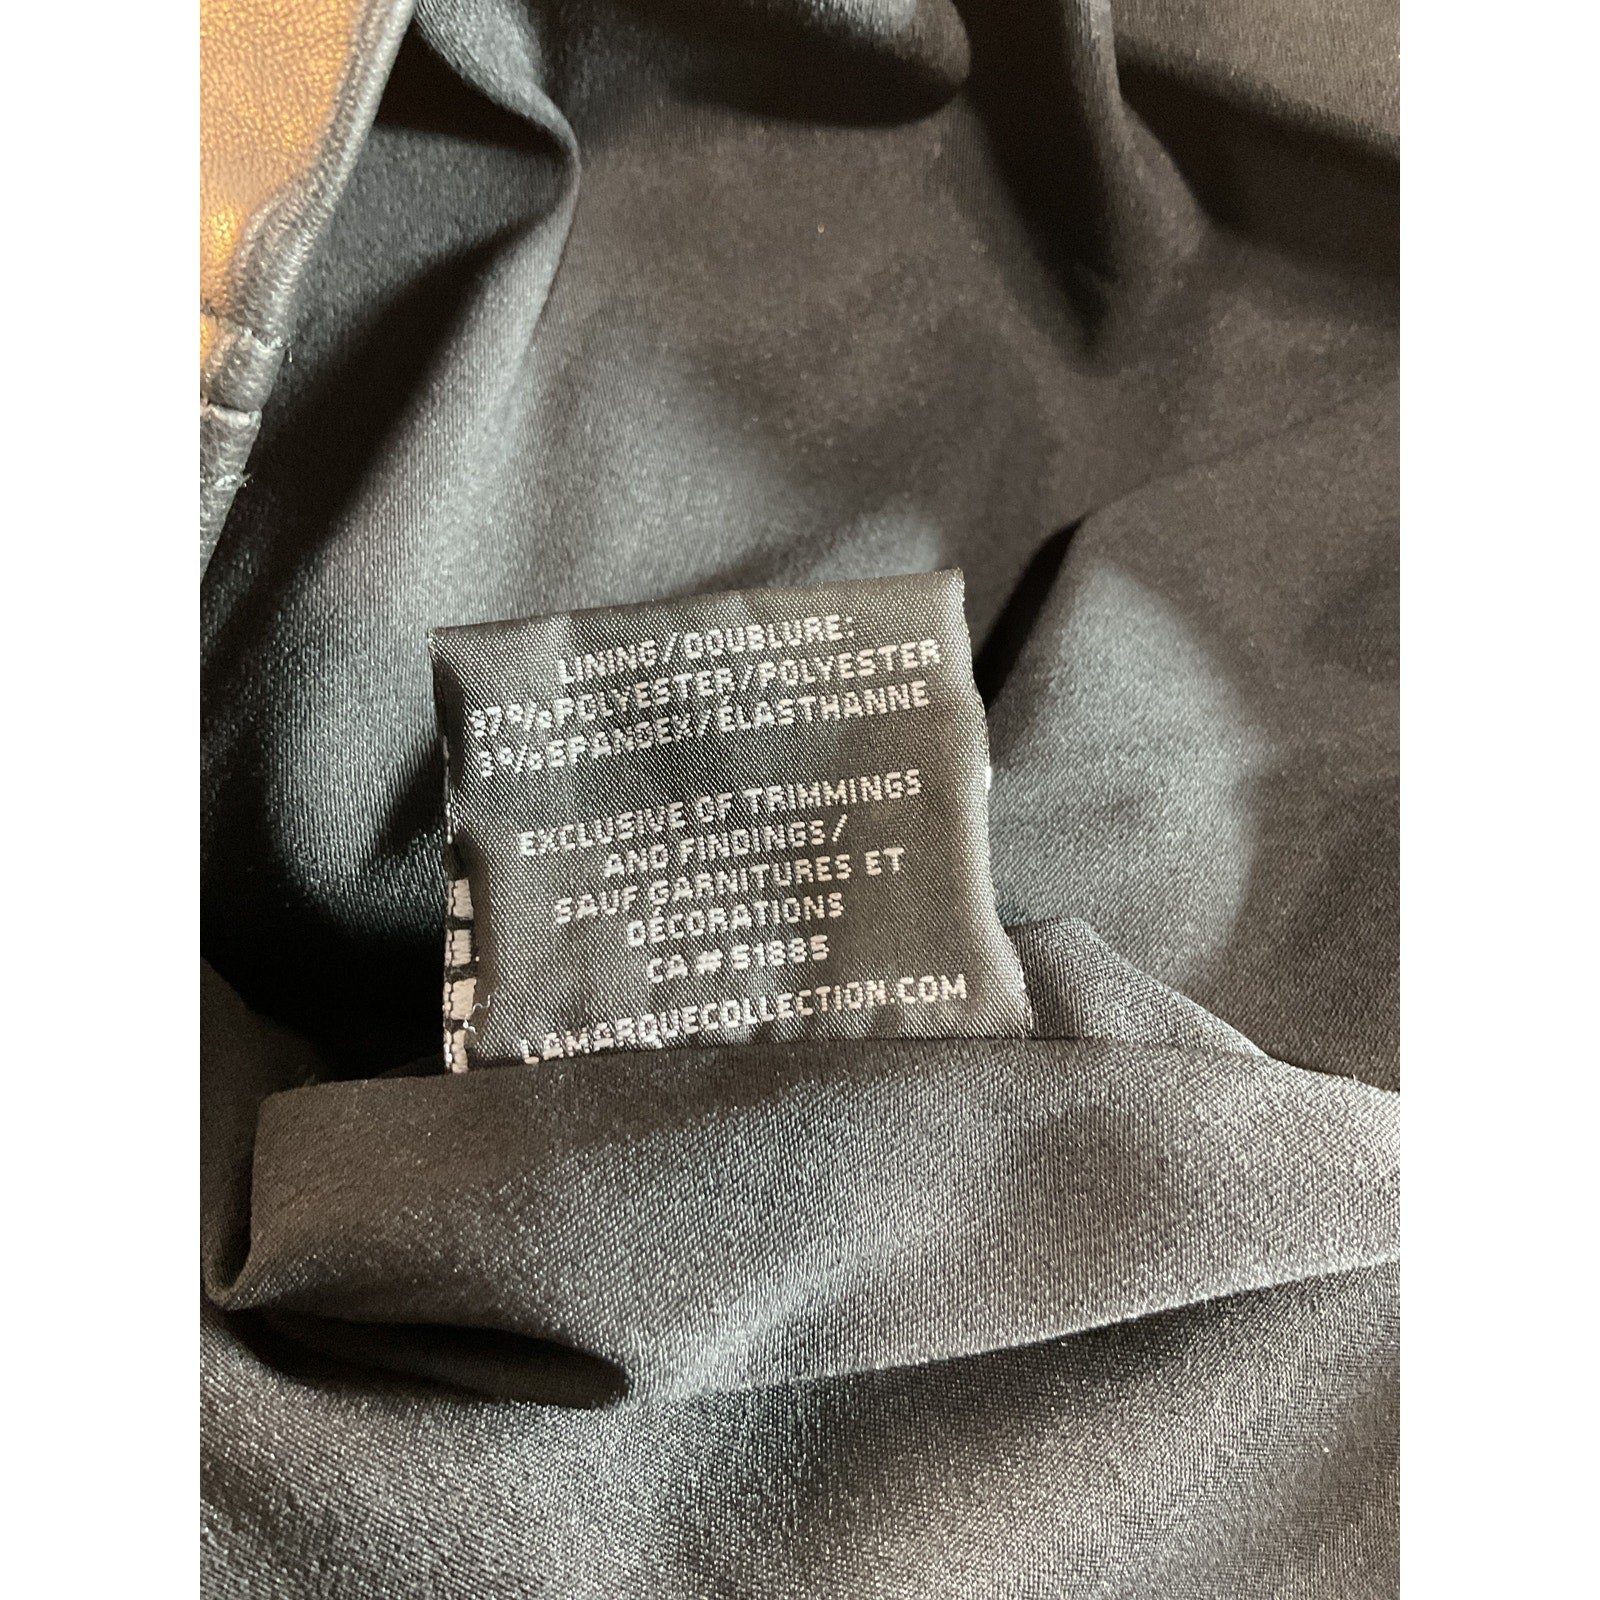 LINING/DOUBLURE:
97% POLYESTER/POLYESTER
3% SPANDEX/ÉLASTHANNE
EXCLUSIVE OF TRIMMINGS
AND FINDINGS/
SAUF GARNITURES ET
DÉCORATIONS
CA# 51885
LAMARQUECOLLECTION.COM